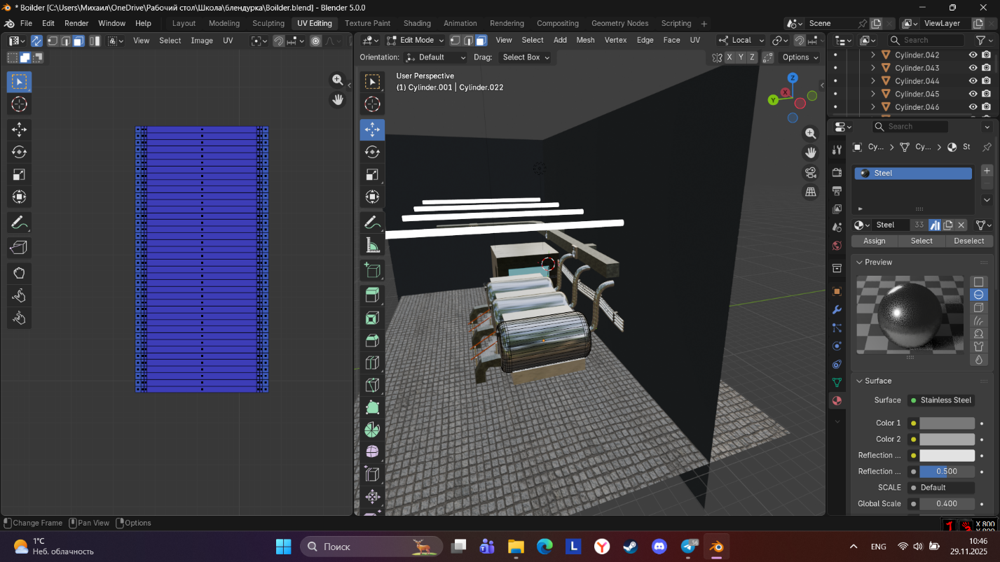 * Boilder [C:\Users\Михаил\OneDrive\Рабочий стол\Школа\блендурка\Boilder.blend] - Blender 5.0.0
File Edit Render Window Help Layout Modeling Sculpting UV Editing Texture Paint Shading Animation Rendering Compositing Geometry Nodes Scripting Scene ViewLayer
View Select Image UV
Edit Mode View Select Add Mesh Vertex Edge Face UV Local
Search
Orientation: Default Drag: Select Box X Y Z Options
User Perspective
(1) Cylinder.001 | Cylinder.022
Z
X
Y
Cylinder.042
Cylinder.043
Cylinder.044
Cylinder.045
Cylinder.046
Search
Cy... Cy... St
Steel
Steel 33
Assign Select Deselect
Preview
Surface
Surface Stainless Steel
Color 1
Color 2
Reflection ...
Reflection ... 0.500
SCALE Default
Global Scale 0.400
Change Frame Pan View Options
X 800
Y 800
1°C
Неб. облачность
Поиск
L
56
ENG
10:46
29.11.2025